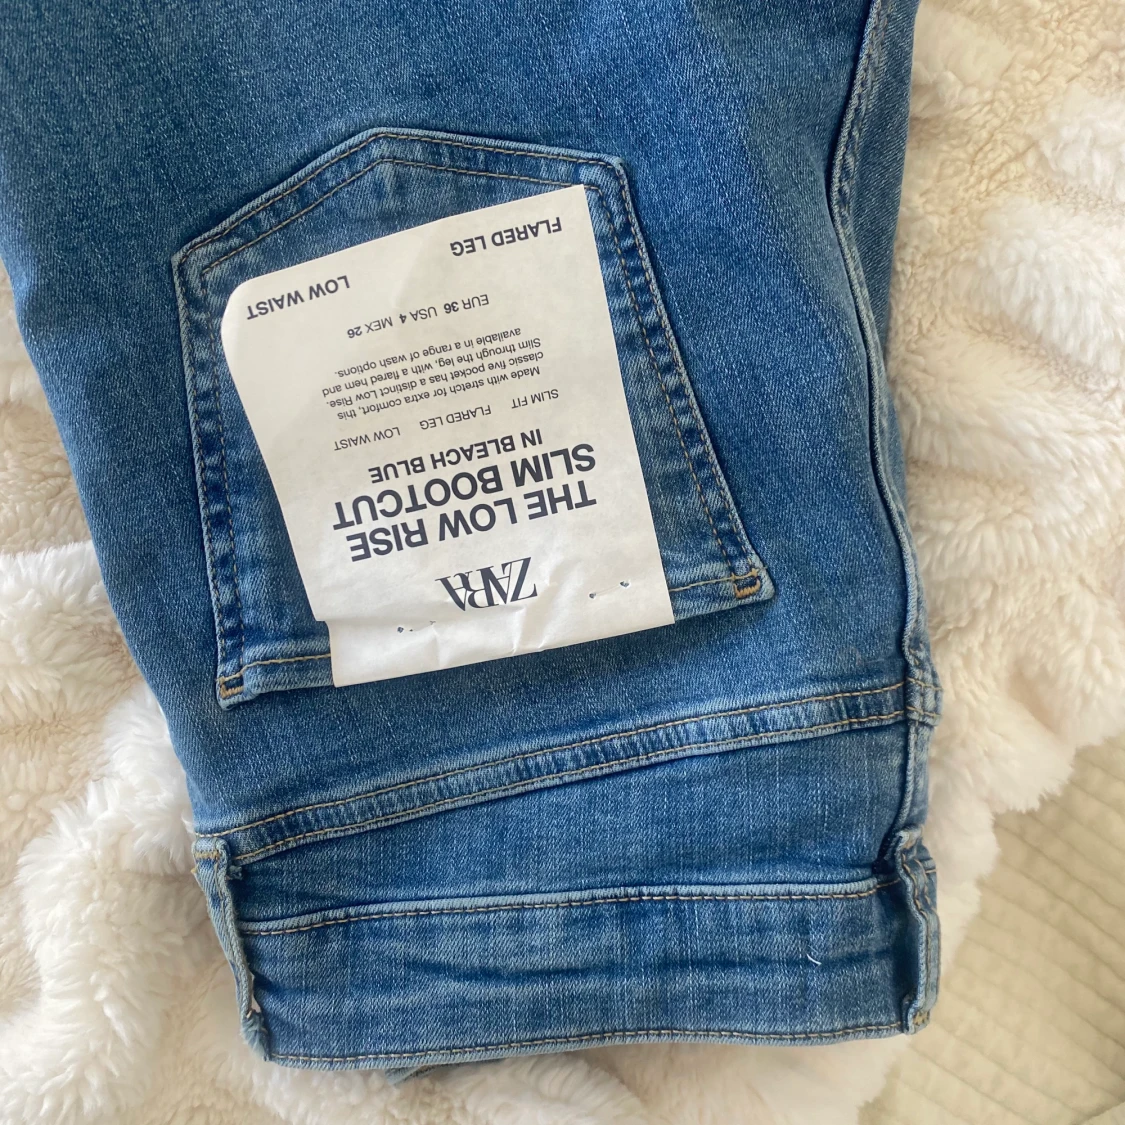 ZARA
THE LOW RISE
SLIM BOOTCUT
IN BLEACH BLUE
SLIM FIT FLARED LEG LOW WAIST
Made with stretch for extra comfort, this
classic five pocket has a distinct Low Rise.
Slim through the leg, with a flared hem and
available in a range of wash options.
EUR 36 USA 4 MEX 26
FLARED LEG LOW WAIST